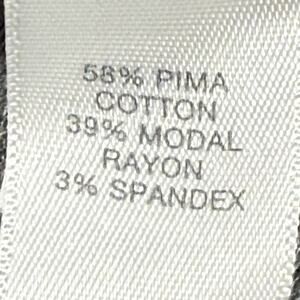 58% PIMA
COTTON
39% MODAL
RAYON
3% SPANDEX